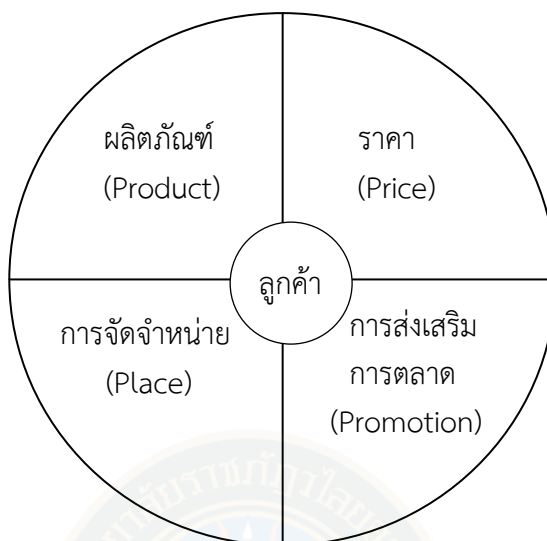 ผลิตภัณฑ์
(Product)
ราคา
(Price)
ลูกค้า
การจัดจำหน่าย
(Place)
การส่งเสริม
การตลาด
(Promotion)